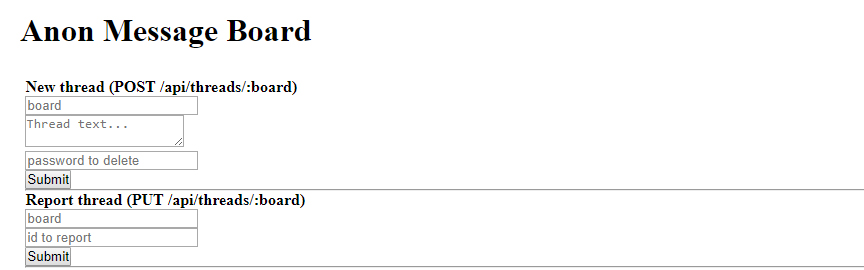 Anon Message Board
New thread (POST /api/threads/:board)
board
Thread text...
password to delete
Submit
Report thread (PUT /api/threads/:board)
board
id to report
Submit